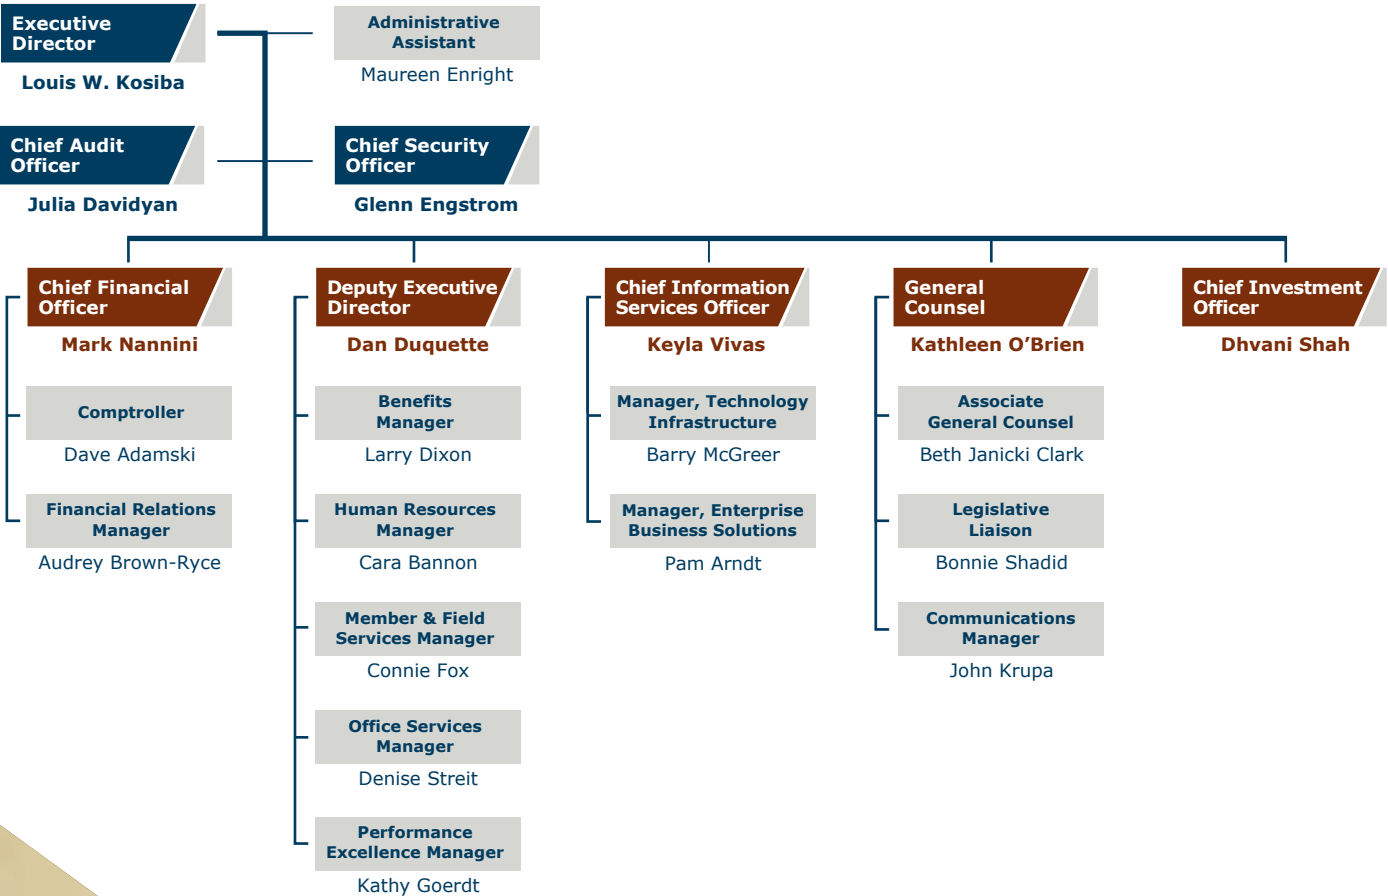 Executive
Director
Louis W. Kosiba
Administrative
Assistant
Maureen Enright
Chief Audit
Officer
Julia Davidyan
Chief Security
Officer
Glenn Engstrom
Chief Financial
Officer
Mark Nannini
Comptroller
Dave Adamski
Financial Relations
Manager
Audrey Brown-Ryce
Deputy Executive
Director
Dan Duquette
Benefits
Manager
Larry Dixon
Human Resources
Manager
Cara Bannon
Member & Field
Services Manager
Connie Fox
Office Services
Manager
Denise Streit
Performance
Excellence Manager
Kathy Goerdt
Chief Information
Services Officer
Keyla Vivas
Manager, Technology
Infrastructure
Barry McGreer
Manager, Enterprise
Business Solutions
Pam Arndt
General
Counsel
Kathleen O’Brien
Associate
General Counsel
Beth Janicki Clark
Legislative
Liaison
Bonnie Shadid
Communications
Manager
John Krupa
Chief Investment
Officer
Dhvani Shah